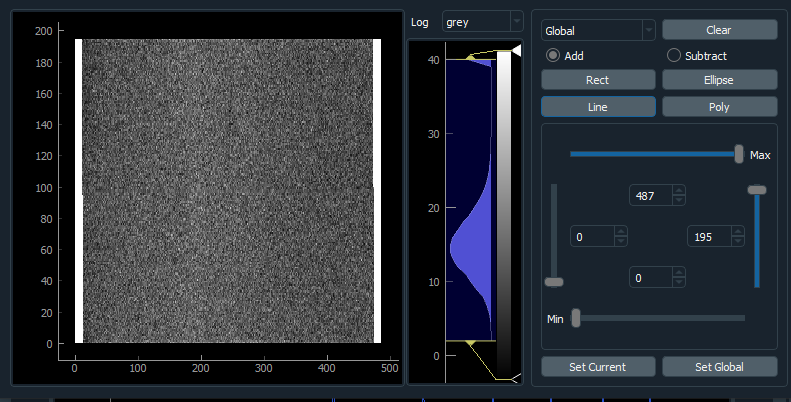 Log
grey
Global
Clear
Add
Subtract
Rect
Ellipse
Line
Poly
Max
487
0
195
0
Min
Set Current
Set Global
200
180
160
140
120
100
80
60
40
20
0
0
100
200
300
400
500
40
30
20
10
0